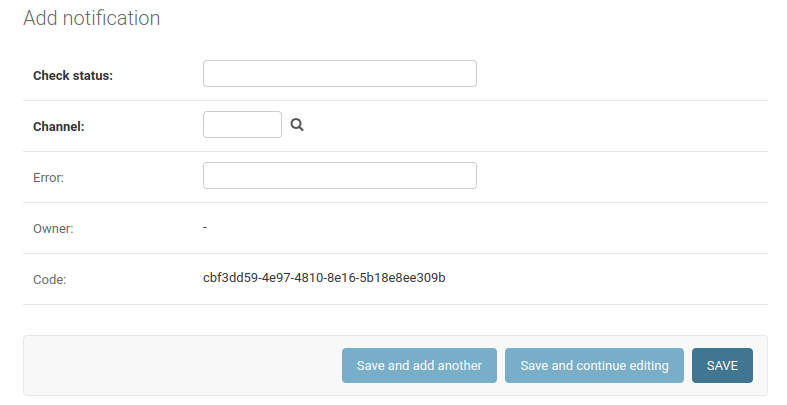 Add notification
Check status:
Channel:
Error:
Owner: -
Code: cbf3dd59-4e97-4810-8e16-5b18e8ee309b
Save and add another Save and continue editing SAVE